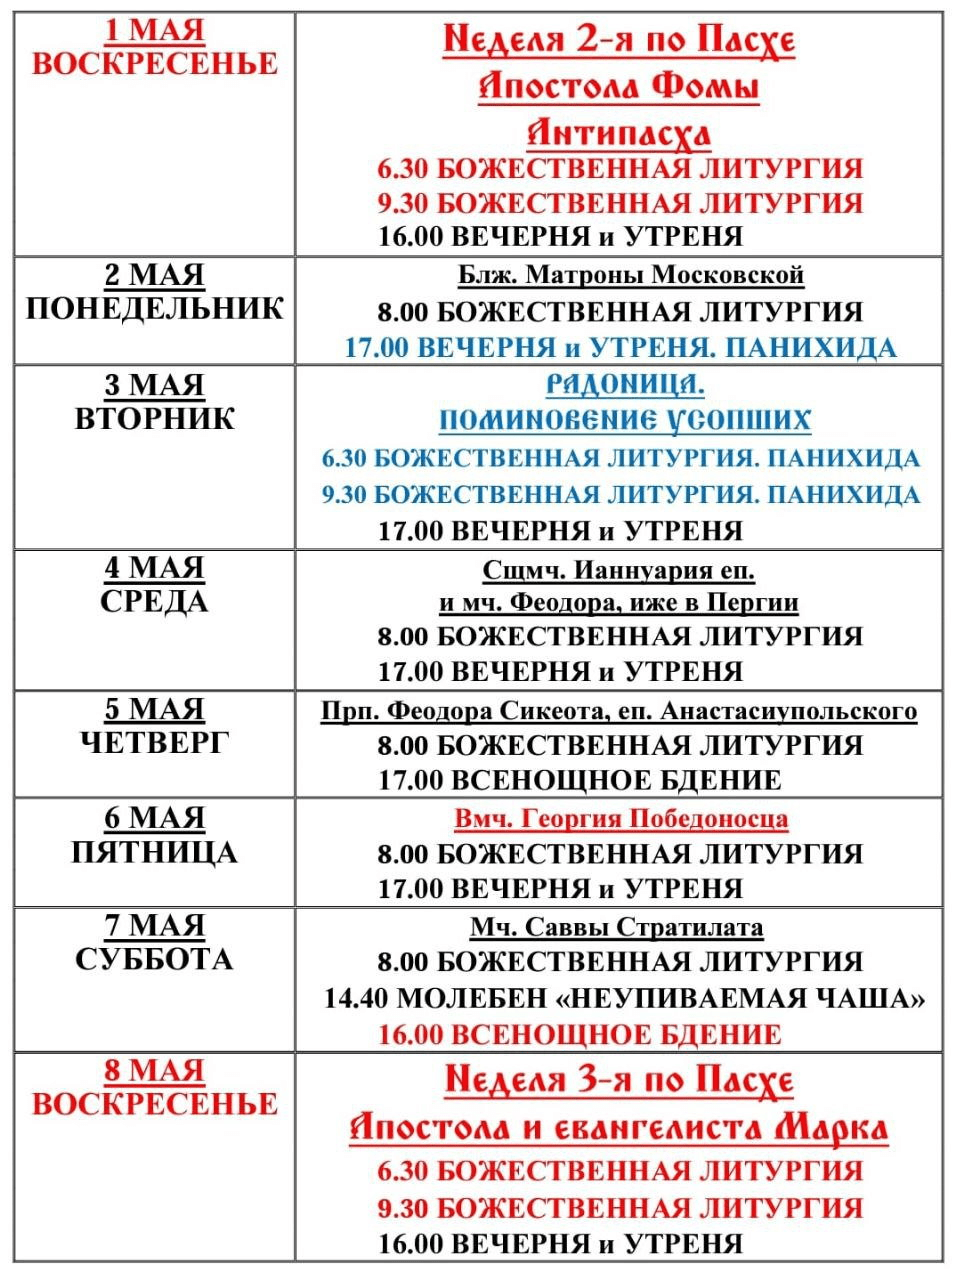 1 МАЯ
ВОСКРЕСЕНЬЕ
Неделя 2-я по Пасхе
Апостола Фомы
Антипасха
6.30 БОЖЕСТВЕННАЯ ЛИТУРГИЯ
9.30 БОЖЕСТВЕННАЯ ЛИТУРГИЯ
16.00 ВЕЧЕРНЯ и УТРЕНЯ
2 МАЯ
ПОНЕДЕЛЬНИК
Блж. Матроны Московской
8.00 БОЖЕСТВЕННАЯ ЛИТУРГИЯ
17.00 ВЕЧЕРНЯ и УТРЕНЯ. ПАНИХИДА
3 МАЯ
ВТОРНИК
РАДОНИЦА.
ПОМИНОВЕНИЕ УСОПШИХ
6.30 БОЖЕСТВЕННАЯ ЛИТУРГИЯ. ПАНИХИДА
9.30 БОЖЕСТВЕННАЯ ЛИТУРГИЯ. ПАНИХИДА
17.00 ВЕЧЕРНЯ и УТРЕНЯ
4 МАЯ
СРЕДА
Сщмч. Ианнуария еп.
и мч. Феодора, иже в Пергии
8.00 БОЖЕСТВЕННАЯ ЛИТУРГИЯ
17.00 ВЕЧЕРНЯ и УТРЕНЯ
5 МАЯ
ЧЕТВЕРГ
Прп. Феодора Сикеота, еп. Анастасиупольского
8.00 БОЖЕСТВЕННАЯ ЛИТУРГИЯ
17.00 ВСЕНОЩНОЕ БДЕНИЕ
6 МАЯ
ПЯТНИЦА
Вмч. Георгия Победоносца
8.00 БОЖЕСТВЕННАЯ ЛИТУРГИЯ
17.00 ВЕЧЕРНЯ и УТРЕНЯ
7 МАЯ
СУББОТА
Мч. Саввы Стратилата
8.00 БОЖЕСТВЕННАЯ ЛИТУРГИЯ
14.40 МОЛЕБЕН «НЕУПИВАЕМАЯ ЧАША»
16.00 ВСЕНОЩНОЕ БДЕНИЕ
8 МАЯ
ВОСКРЕСЕНЬЕ
Неделя 3-я по Пасхе
Апостола и евангелиста Марка
6.30 БОЖЕСТВЕННАЯ ЛИТУРГИЯ
9.30 БОЖЕСТВЕННАЯ ЛИТУРГИЯ
16.00 ВЕЧЕРНЯ и УТРЕНЯ